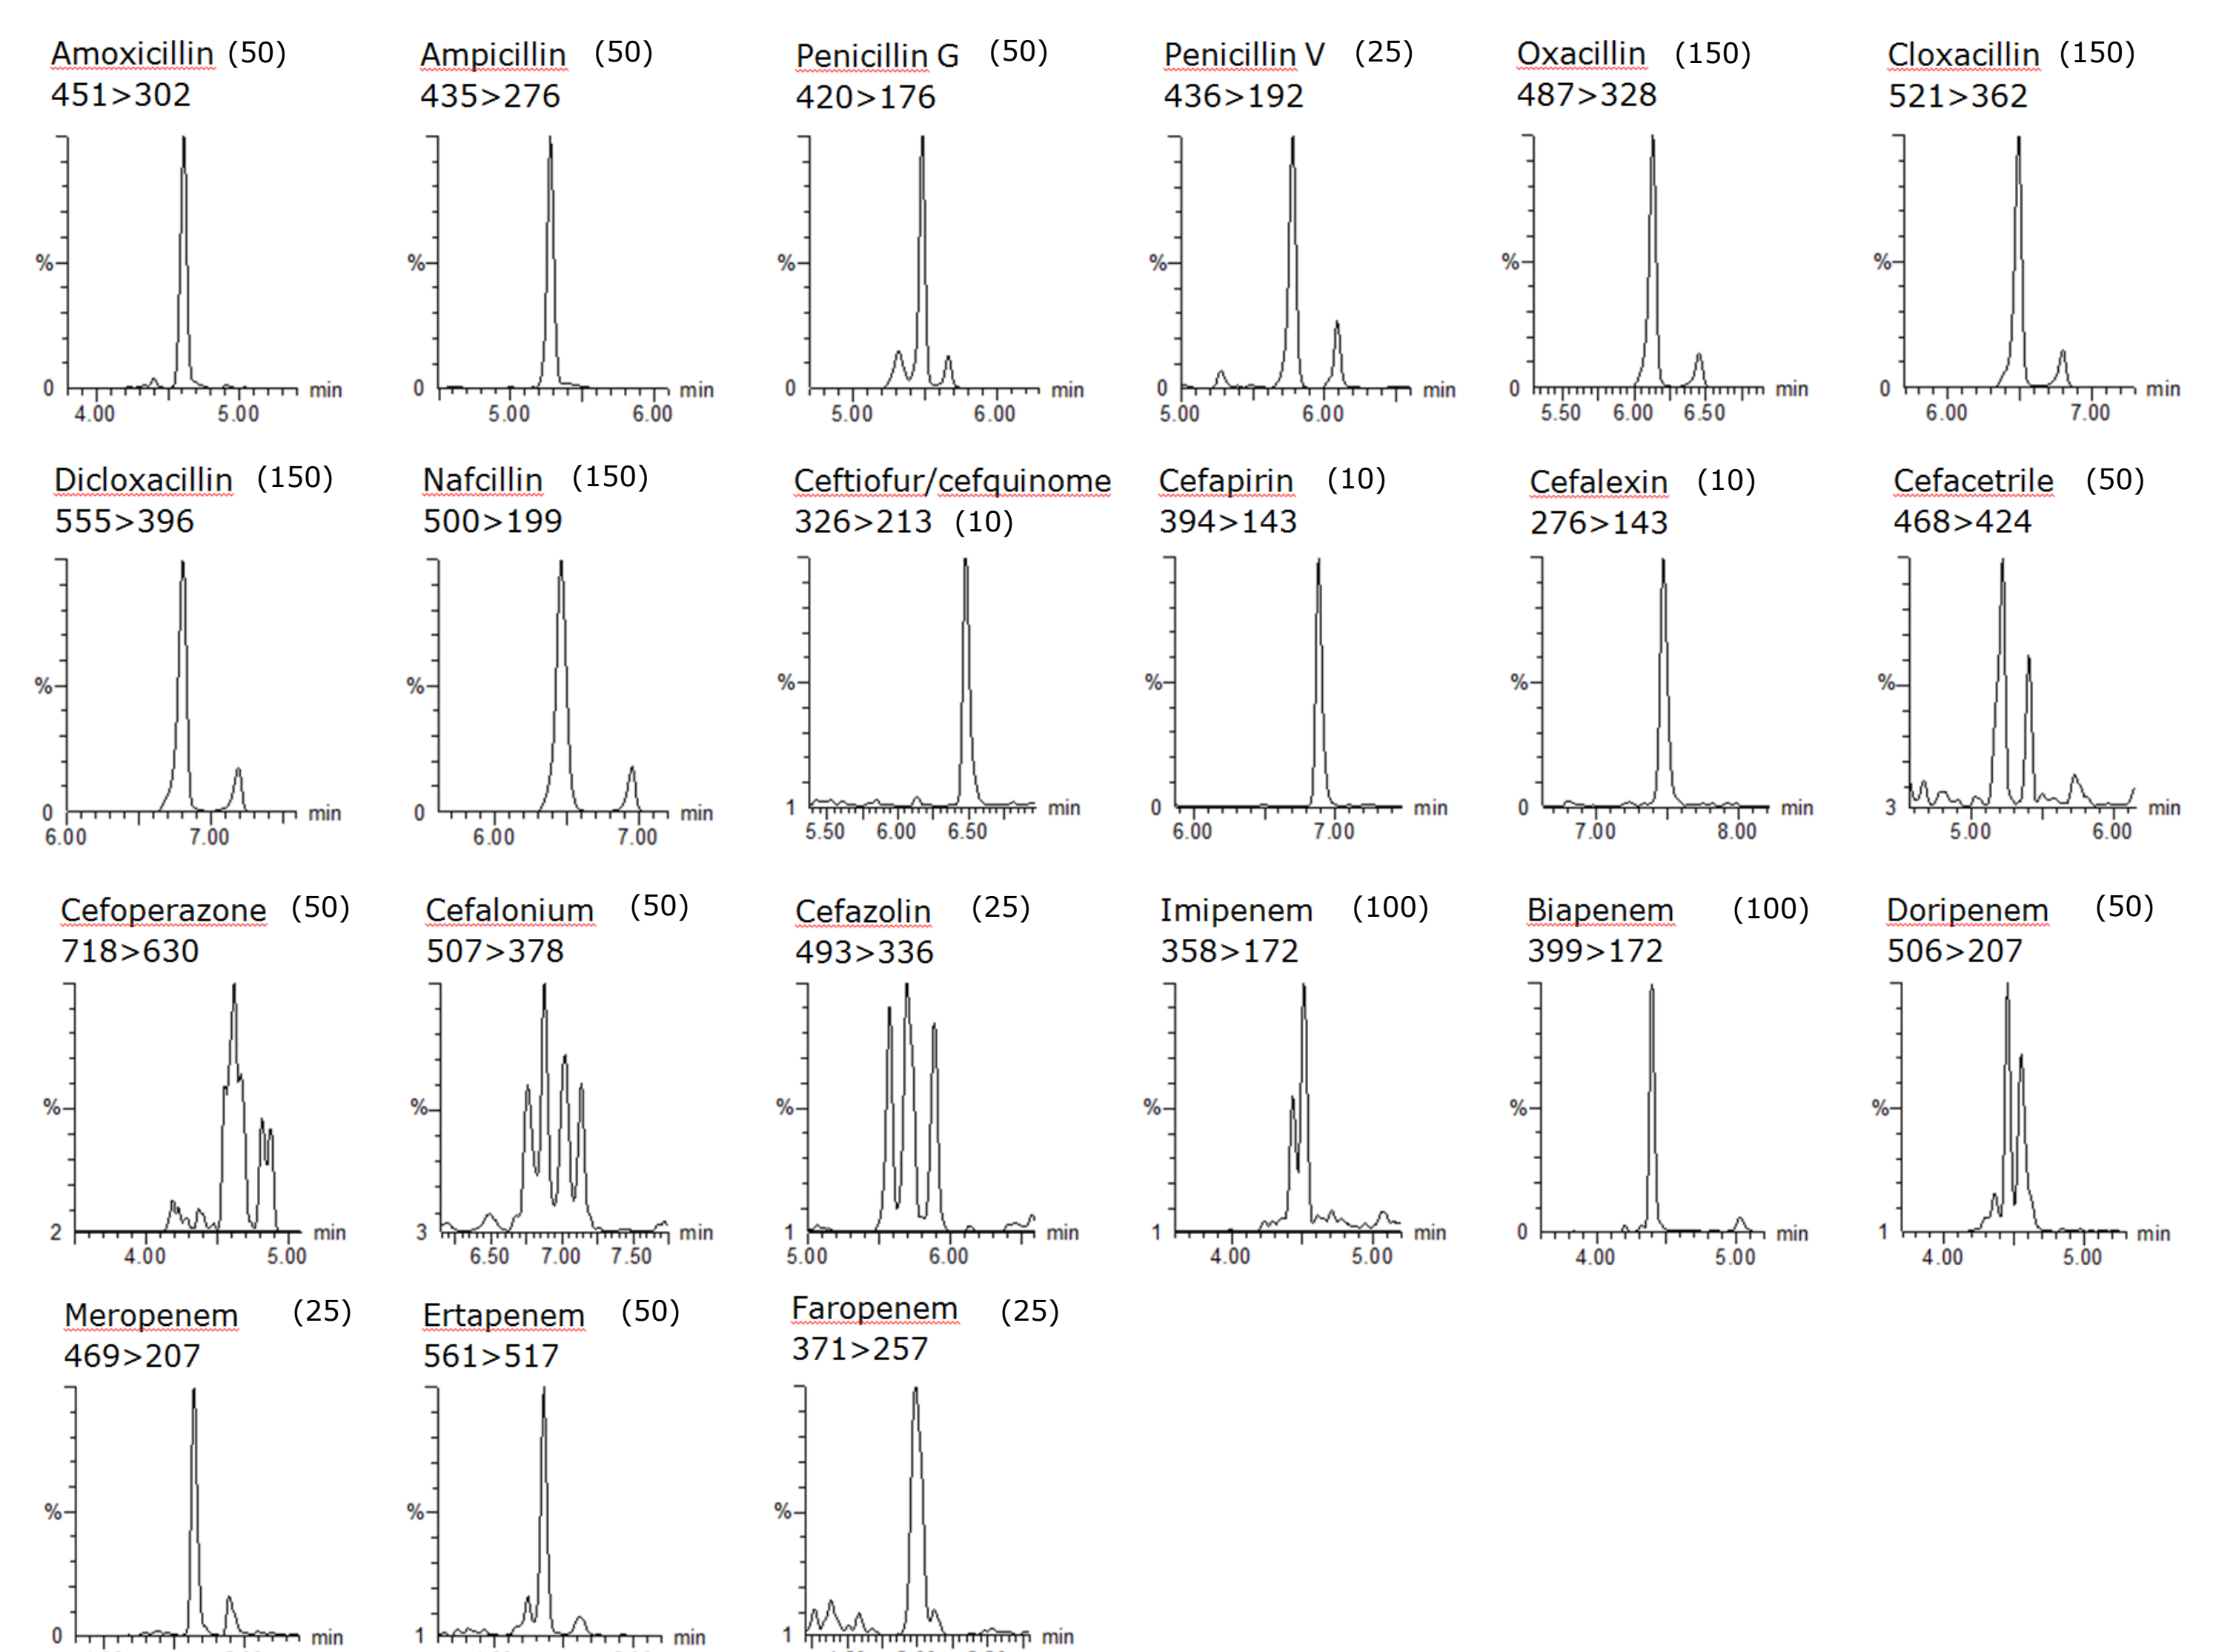 Amoxicillin (50)
451>302
%
0
min
4.00 5.00
Ampicillin (50)
435>276
%
0
min
5.00 6.00
Penicillin G (50)
420>176
%
0
min
5.00 6.00
Penicillin V (25)
436>192
%
0
min
5.00 6.00
Oxacillin (150)
487>328
%
0
min
5.50 6.00 6.50
Cloxacillin (150)
521>362
%
0
min
6.00 7.00
Dicloxacillin (150)
555>396
%
0
min
6.00 7.00
Nafcillin (150)
500>199
%
0
min
6.00 7.00
Ceftiofur/cefquinome
326>213 (10)
%
1
min
5.50 6.00 6.50
Cefapirin (10)
394>143
%
0
min
6.00 7.00
Cefalexin (10)
276>143
%
0
min
7.00 8.00
Cefacetrile (50)
468>424
%
3
min
5.00 6.00
Cefoperazone (50)
718>630
%
2
min
4.00 5.00
Cefalonium (50)
507>378
%
3
min
6.50 7.00 7.50
Cefazolin (25)
493>336
%
1
min
5.00 6.00
Imipenem (100)
358>172
%
1
min
4.00 5.00
Biapenem (100)
399>172
%
0
min
4.00 5.00
Doripenem (50)
506>207
%
1
min
4.00 5.00
Meropenem (25)
469>207
%
0
min
Ertapenem (50)
561>517
%
1
min
Faropenem (25)
371>257
%
1
min